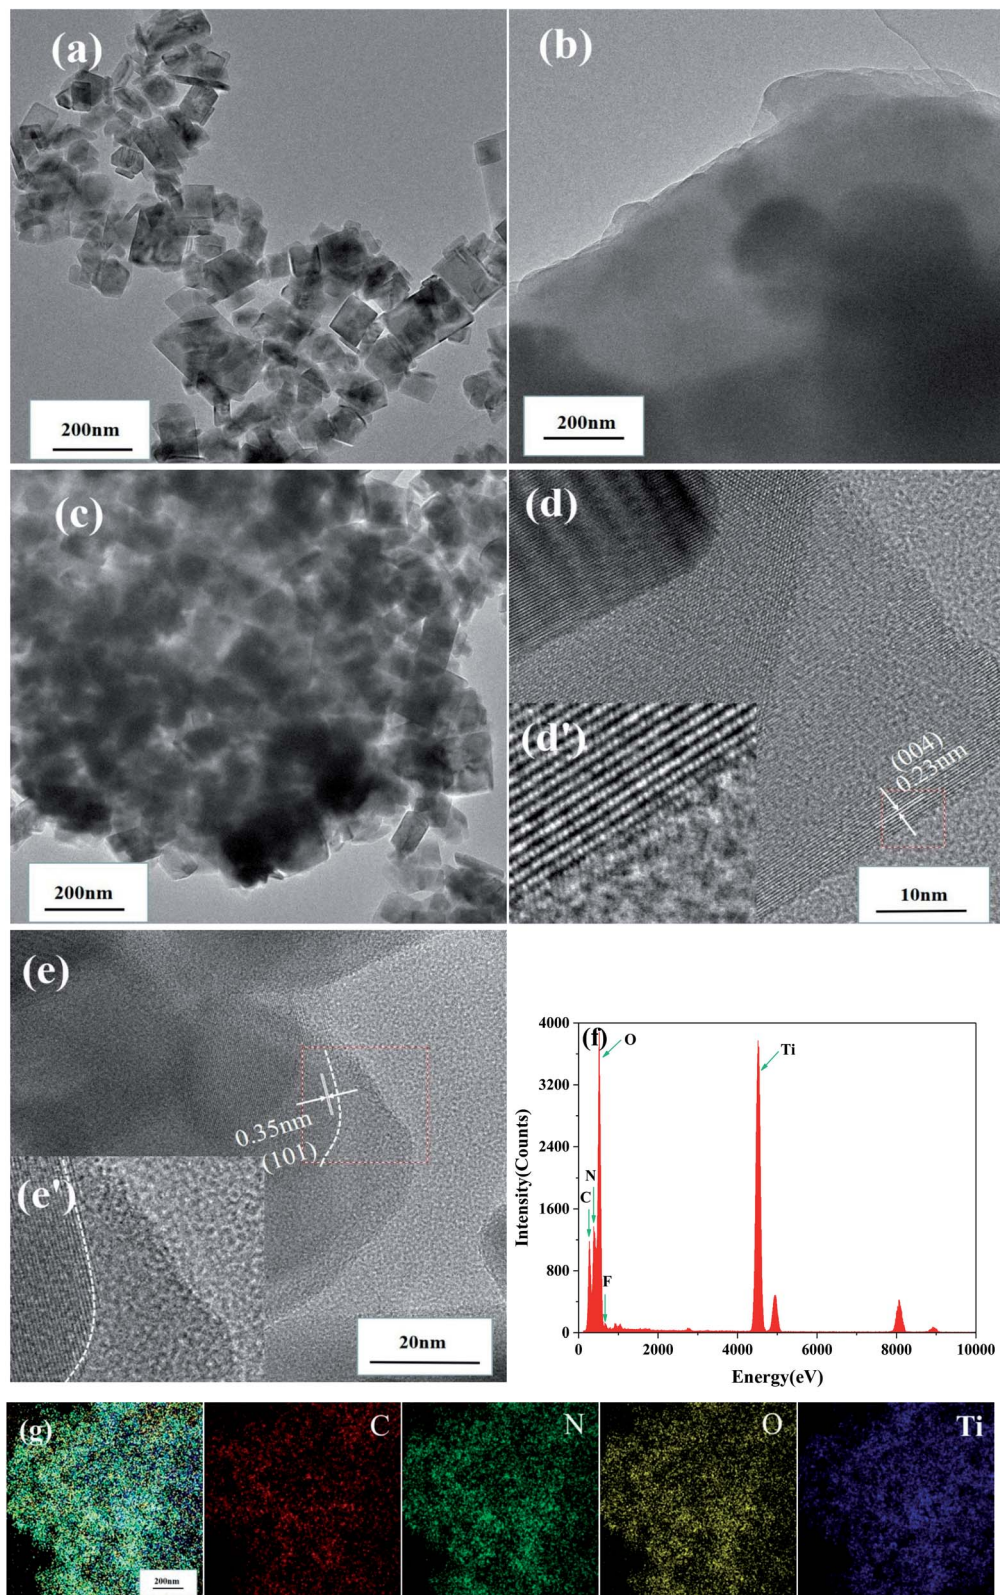 (a)
200nm
(b)
200nm
(c)
200nm
(d)
(d')
(004)
0.23nm
10nm
(e)
0.35nm
(101)
(e')
20nm
(f)
O
Ti
N
C
F
4000
3200
2400
1600
800
0
0
2000
4000
6000
8000
10000
Intensity(Counts)
Energy(eV)
(g)
200nm
C
N
O
Ti